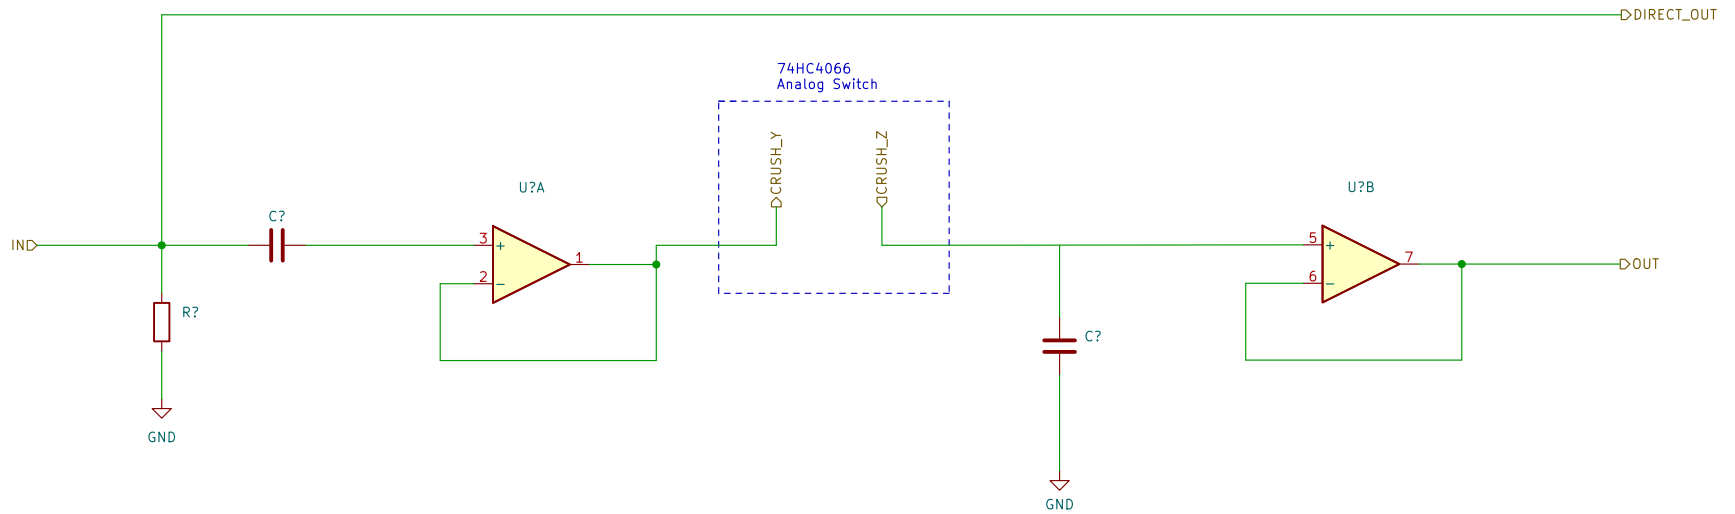 DIRECT_OUT
74HC4066
Analog Switch
CRUSH_Y
CRUSH_Z
U?A
U?B
C?
IN
3
+
1
2
−
5
+
7
6
−
OUT
R?
C?
GND
GND